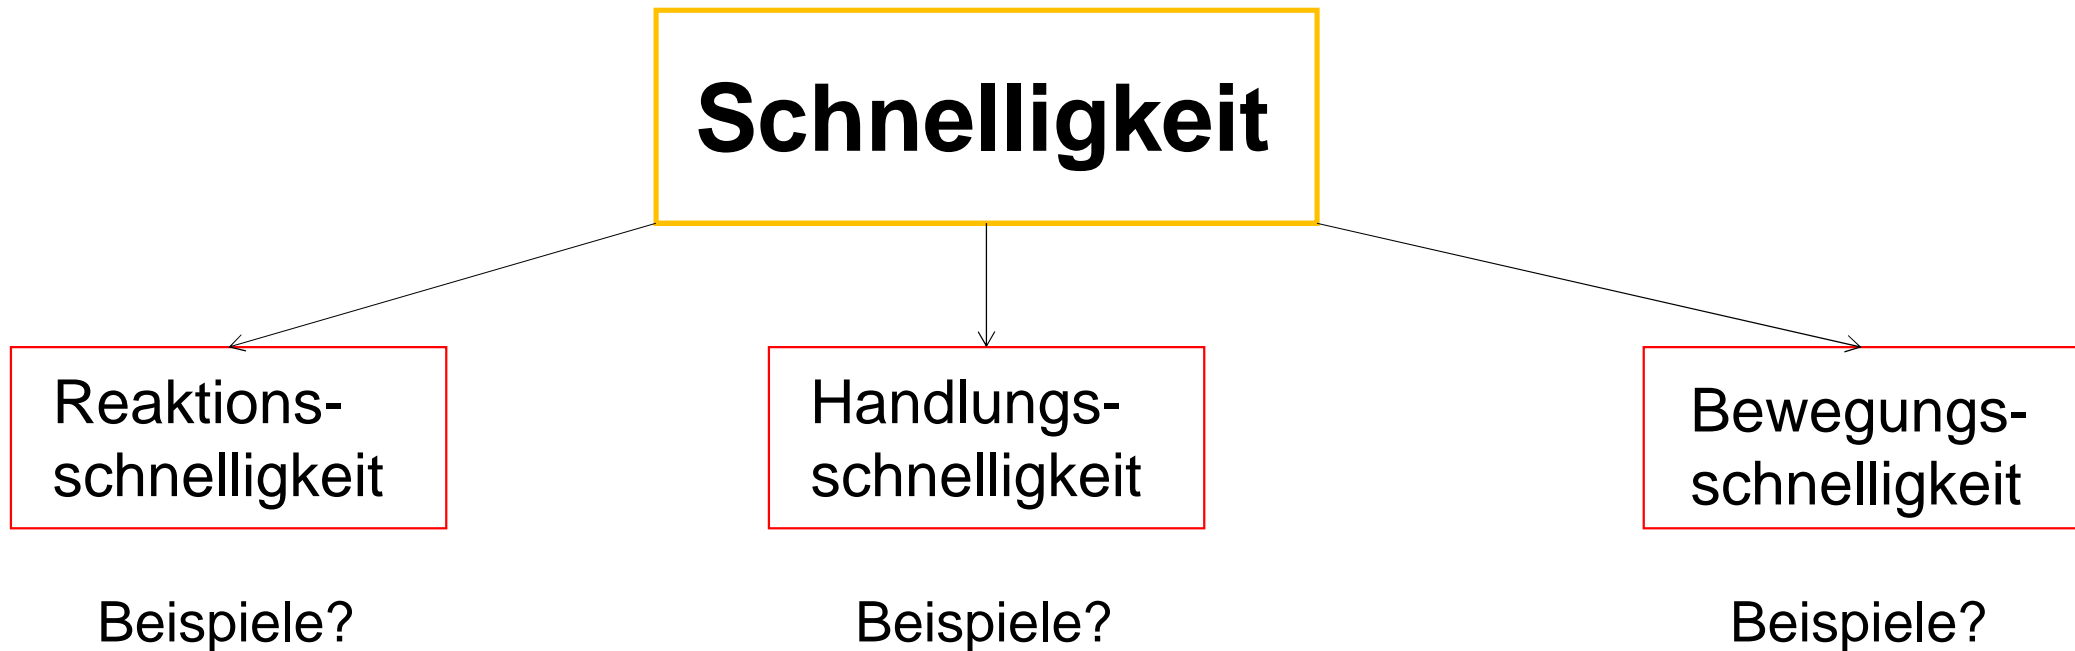 Schnelligkeit
Reaktions-
schnelligkeit
Handlungs-
schnelligkeit
Bewegungs-
schnelligkeit
Beispiele?
Beispiele?
Beispiele?